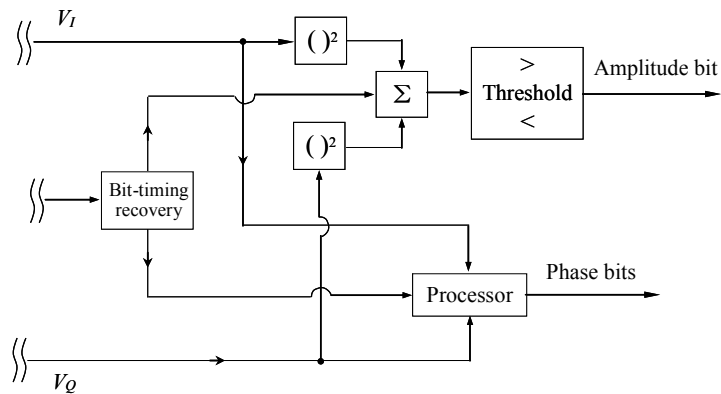 V_I
( )²
>
Threshold
<
Amplitude bit
Σ
( )²
Bit-timing
recovery
Phase bits
Processor
V_Q